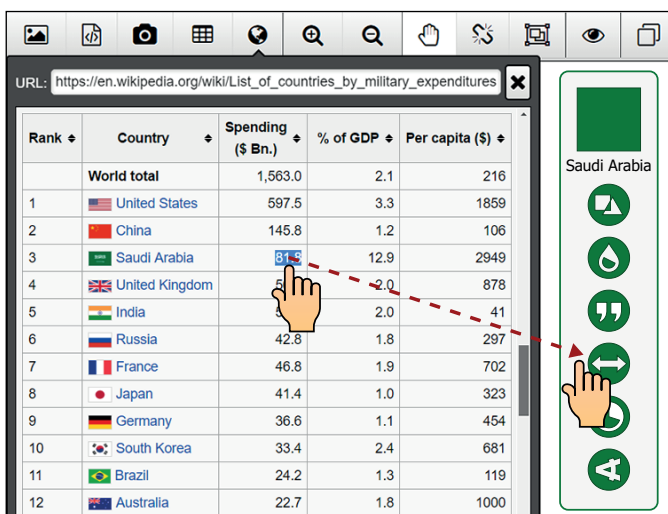 URL: https://en.wikipedia.org/wiki/List_of_countries_by_military_expenditures
Rank Country Spending ($ Bn.) % of GDP Per capita ($)
World total 1,563.0 2.1 216
1 United States 597.5 3.3 1859
2 China 145.8 1.2 106
3 Saudi Arabia 81.8 12.9 2949
4 United Kingdom 2.0 878
5 India 2.0 41
6 Russia 42.8 1.8 297
7 France 46.8 1.9 702
8 Japan 41.4 1.0 323
9 Germany 36.6 1.1 454
10 South Korea 33.4 2.4 681
11 Brazil 24.2 1.3 119
12 Australia 22.7 1.8 1000
Saudi Arabia
A